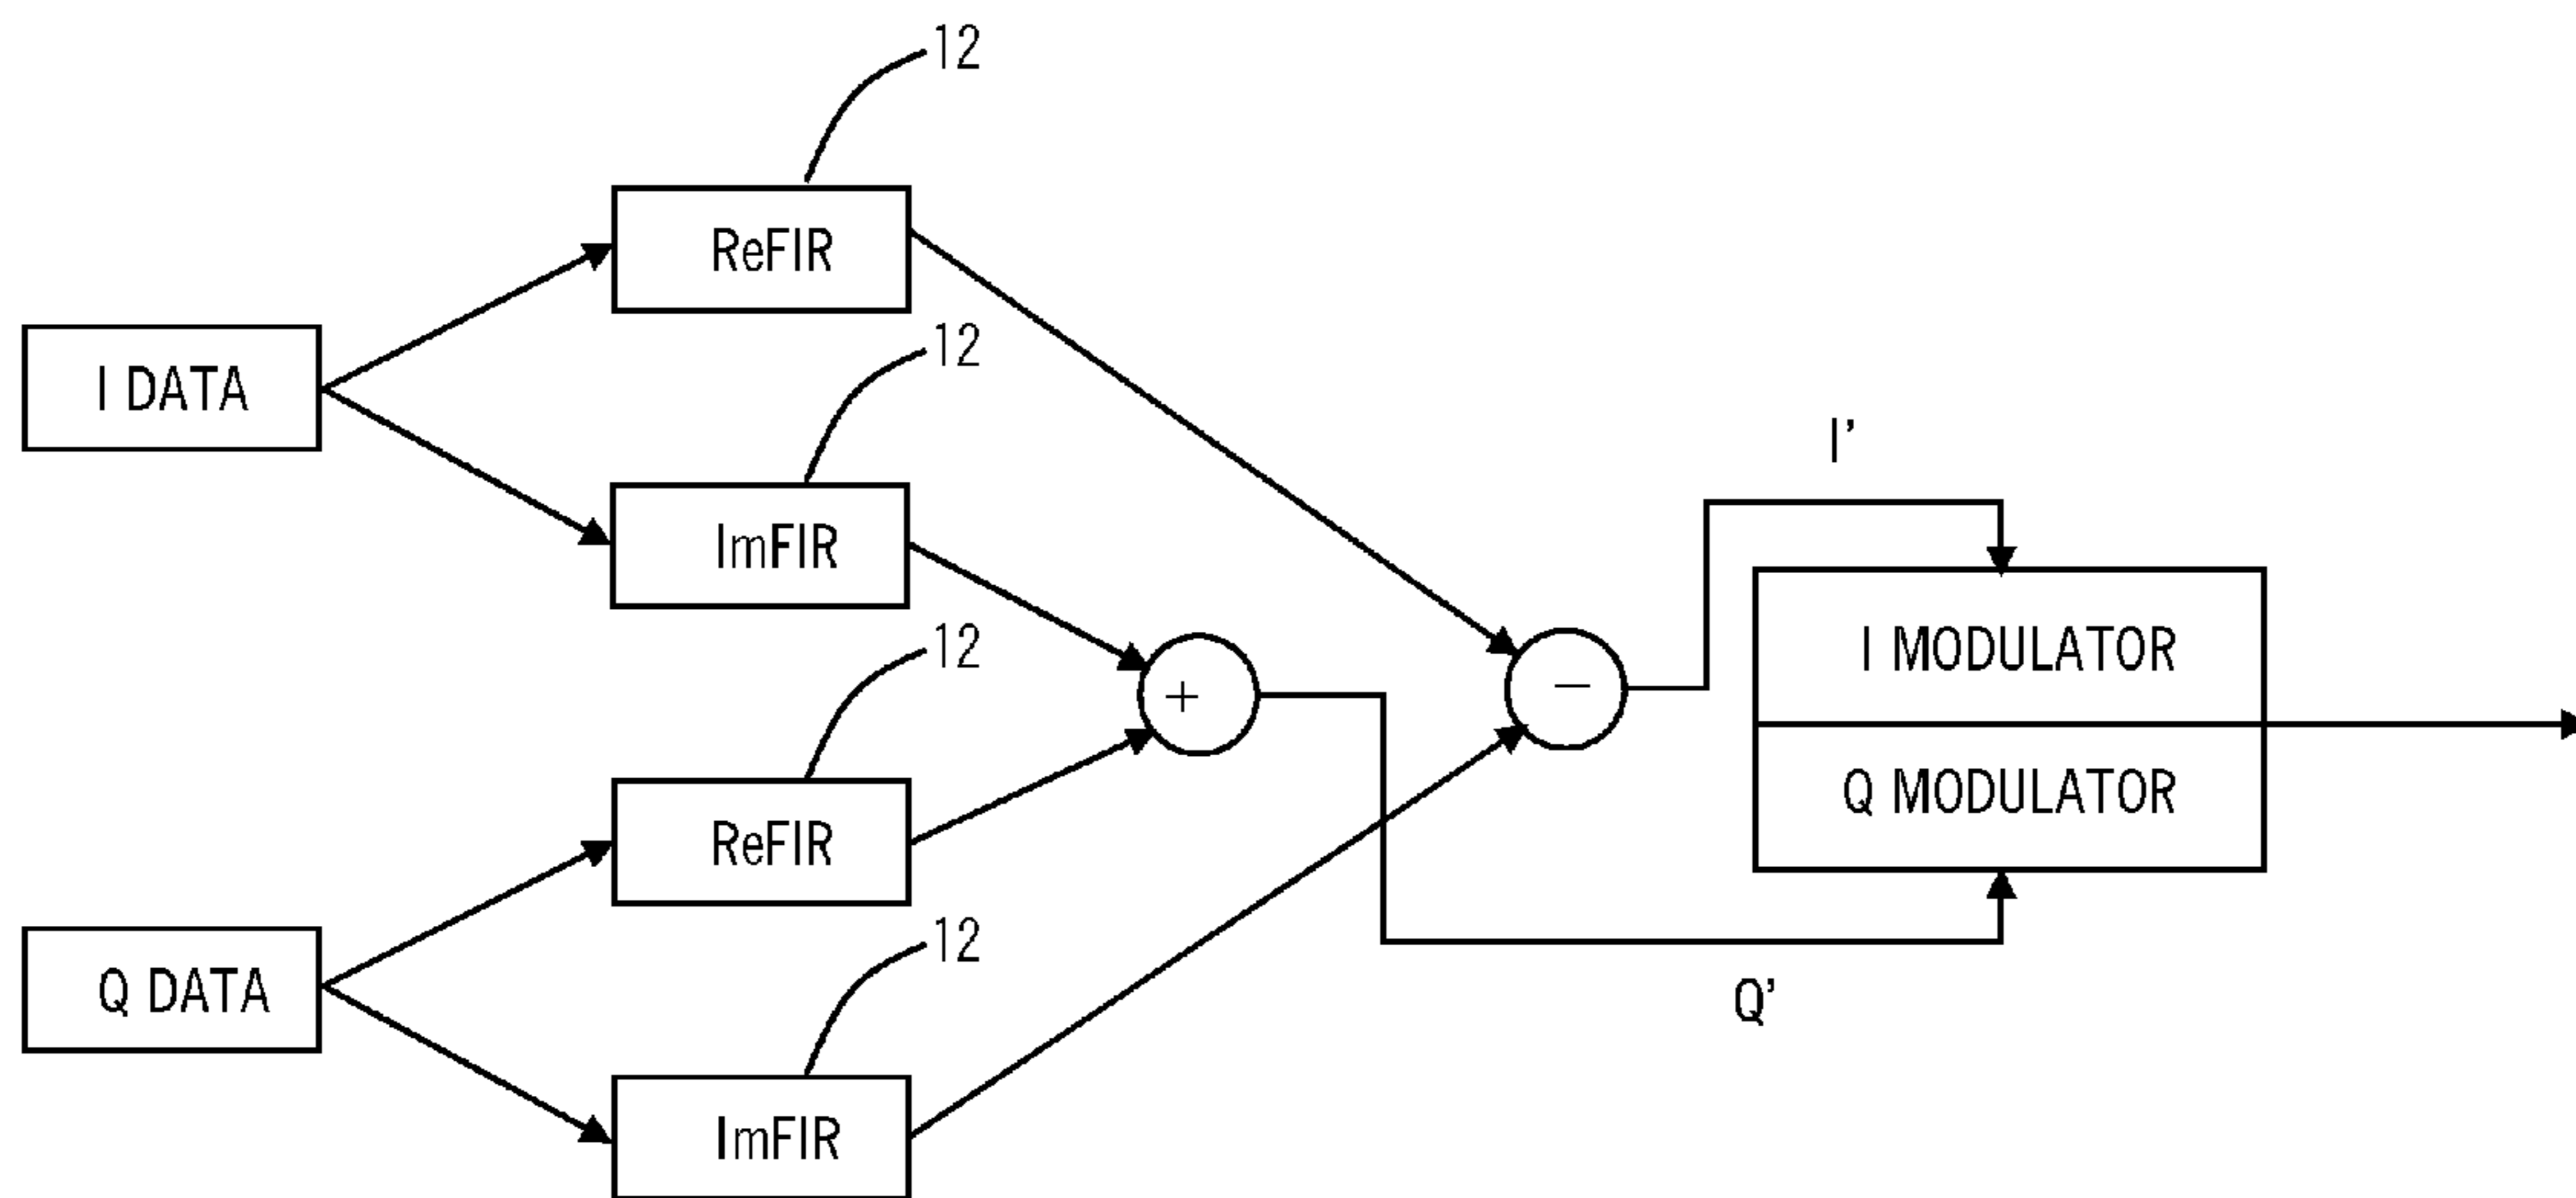 12
ReFIR
12
I DATA
I’
ImFIR
12
+
−
I MODULATOR
Q MODULATOR
ReFIR
12
Q DATA
Q’
ImFIR